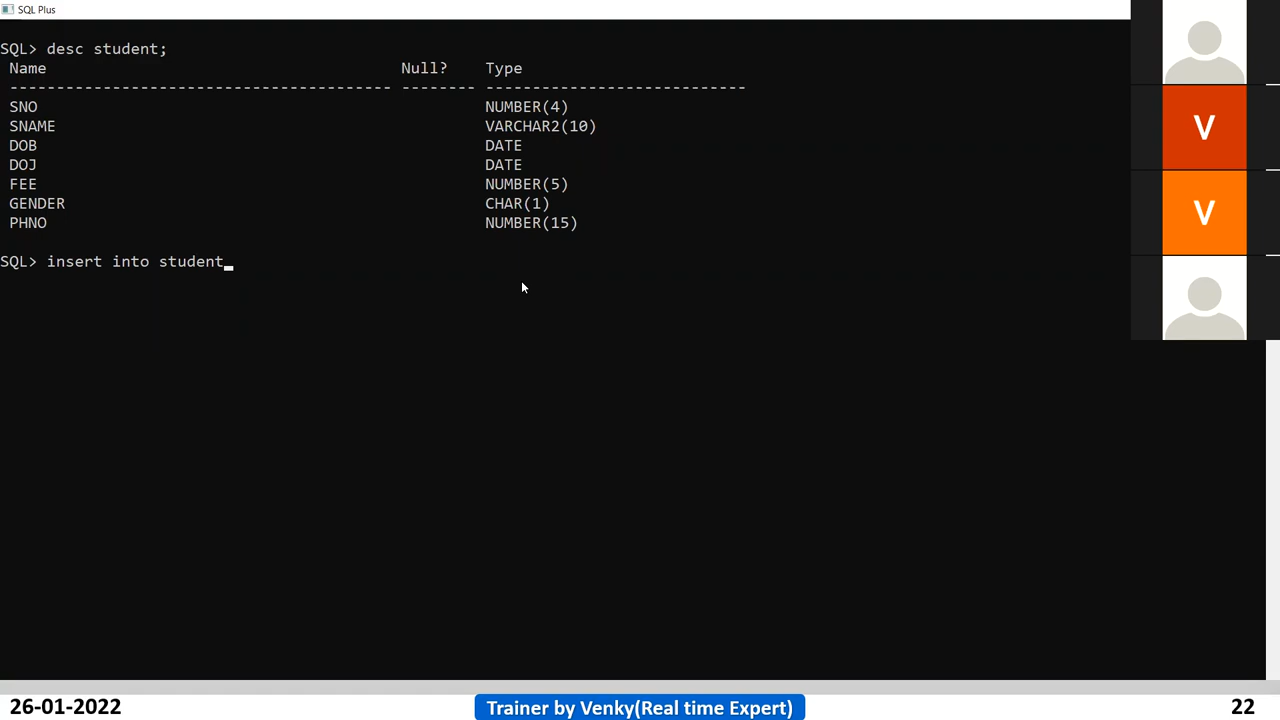 SQL Plus
SQL> desc student;
Name Null? Type
----------------------------------------- -------- ----------------------------
SNO NUMBER(4)
SNAME VARCHAR2(10)
DOB DATE
DOJ DATE
FEE NUMBER(5)
GENDER CHAR(1)
PHNO NUMBER(15)
SQL> insert into student_
V
V
26-01-2022
Trainer by Venky(Real time Expert)
22